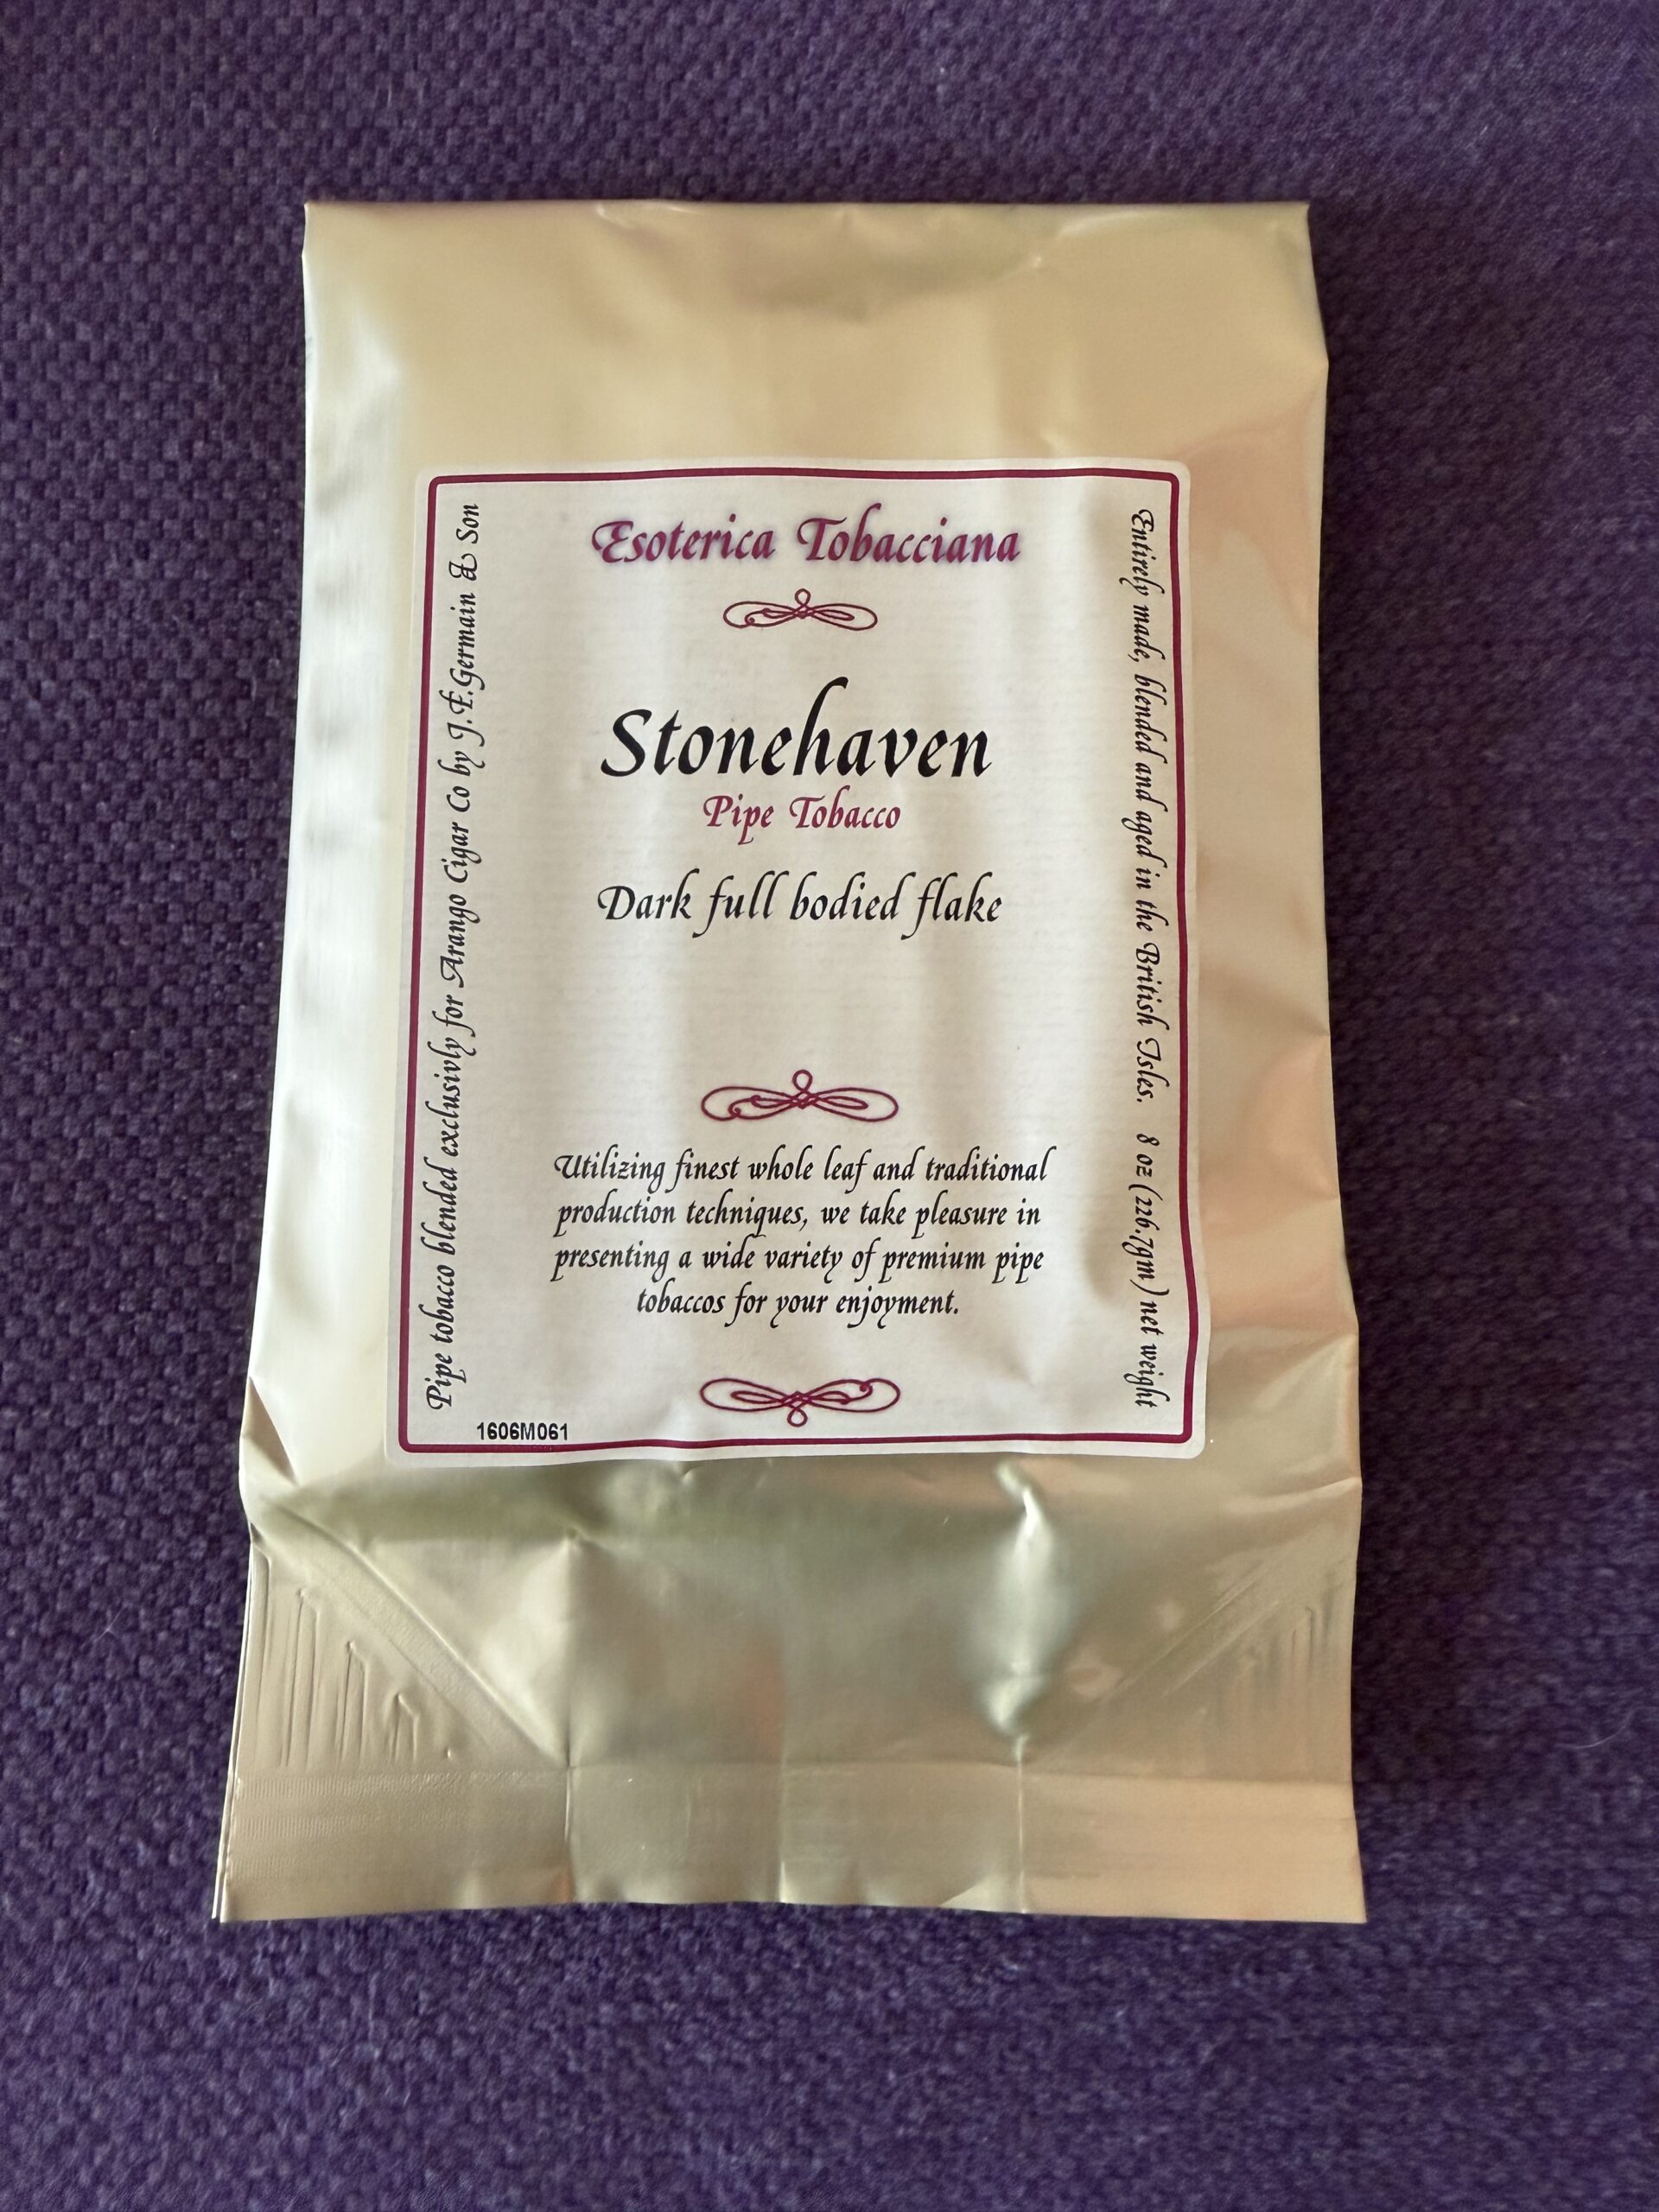 Esoterica Tobacciana
Stonehaven
Pipe Tobacco
Dark full bodied flake
Utilizing finest whole leaf and traditional
production techniques, we take pleasure in
presenting a wide variety of premium pipe
tobaccos for your enjoyment.
Pipe tobacco blended exclusivly for Arango Cigar Co by J.E.Germain & Son
Entirely made, blended and aged in the British Isles. 8 oz (226.7gm) net weight
1606M061